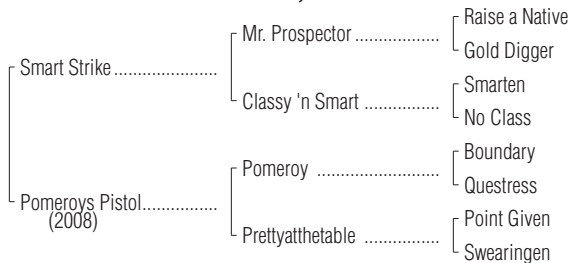 Raise a Native
Mr. Prospector ..................
Gold Digger
Smart Strike ......................
Smarten
Classy 'n Smart ................
No Class
Boundary
Pomeroy .........................
Questress
Pomeroys Pistol................
(2008)
Point Given
Prettyatthetable ................
Swearingen